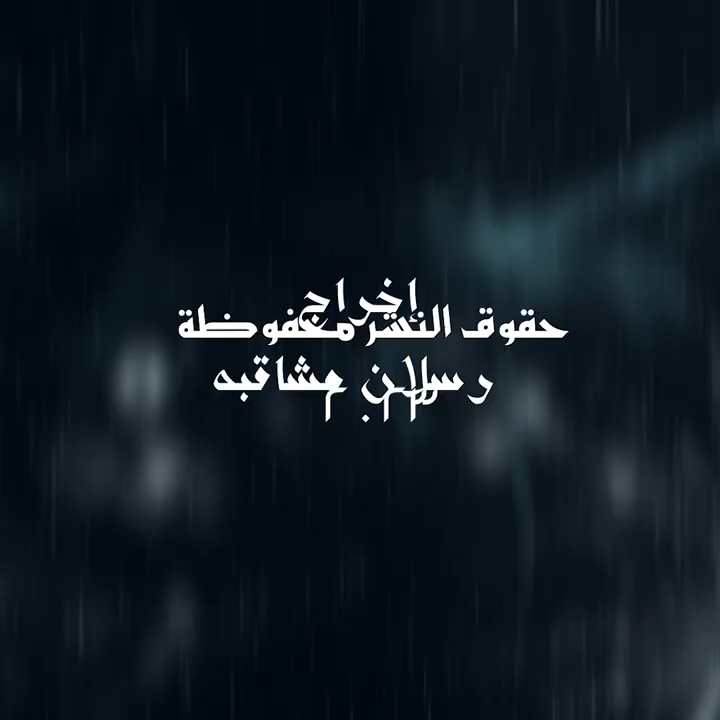 إخراج
حقوق النشر محفوظة
رسلان مشاقبه